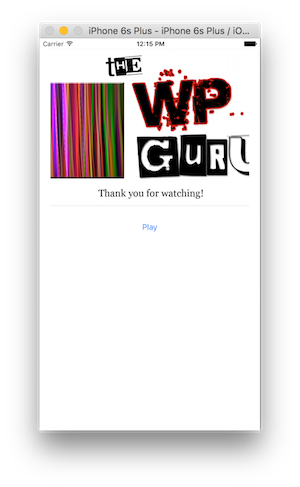 iPhone 6s Plus - iPhone 6s Plus / iO...
Carrier 12:15 PM
tHE
WP
GURU
Thank you for watching!
Play